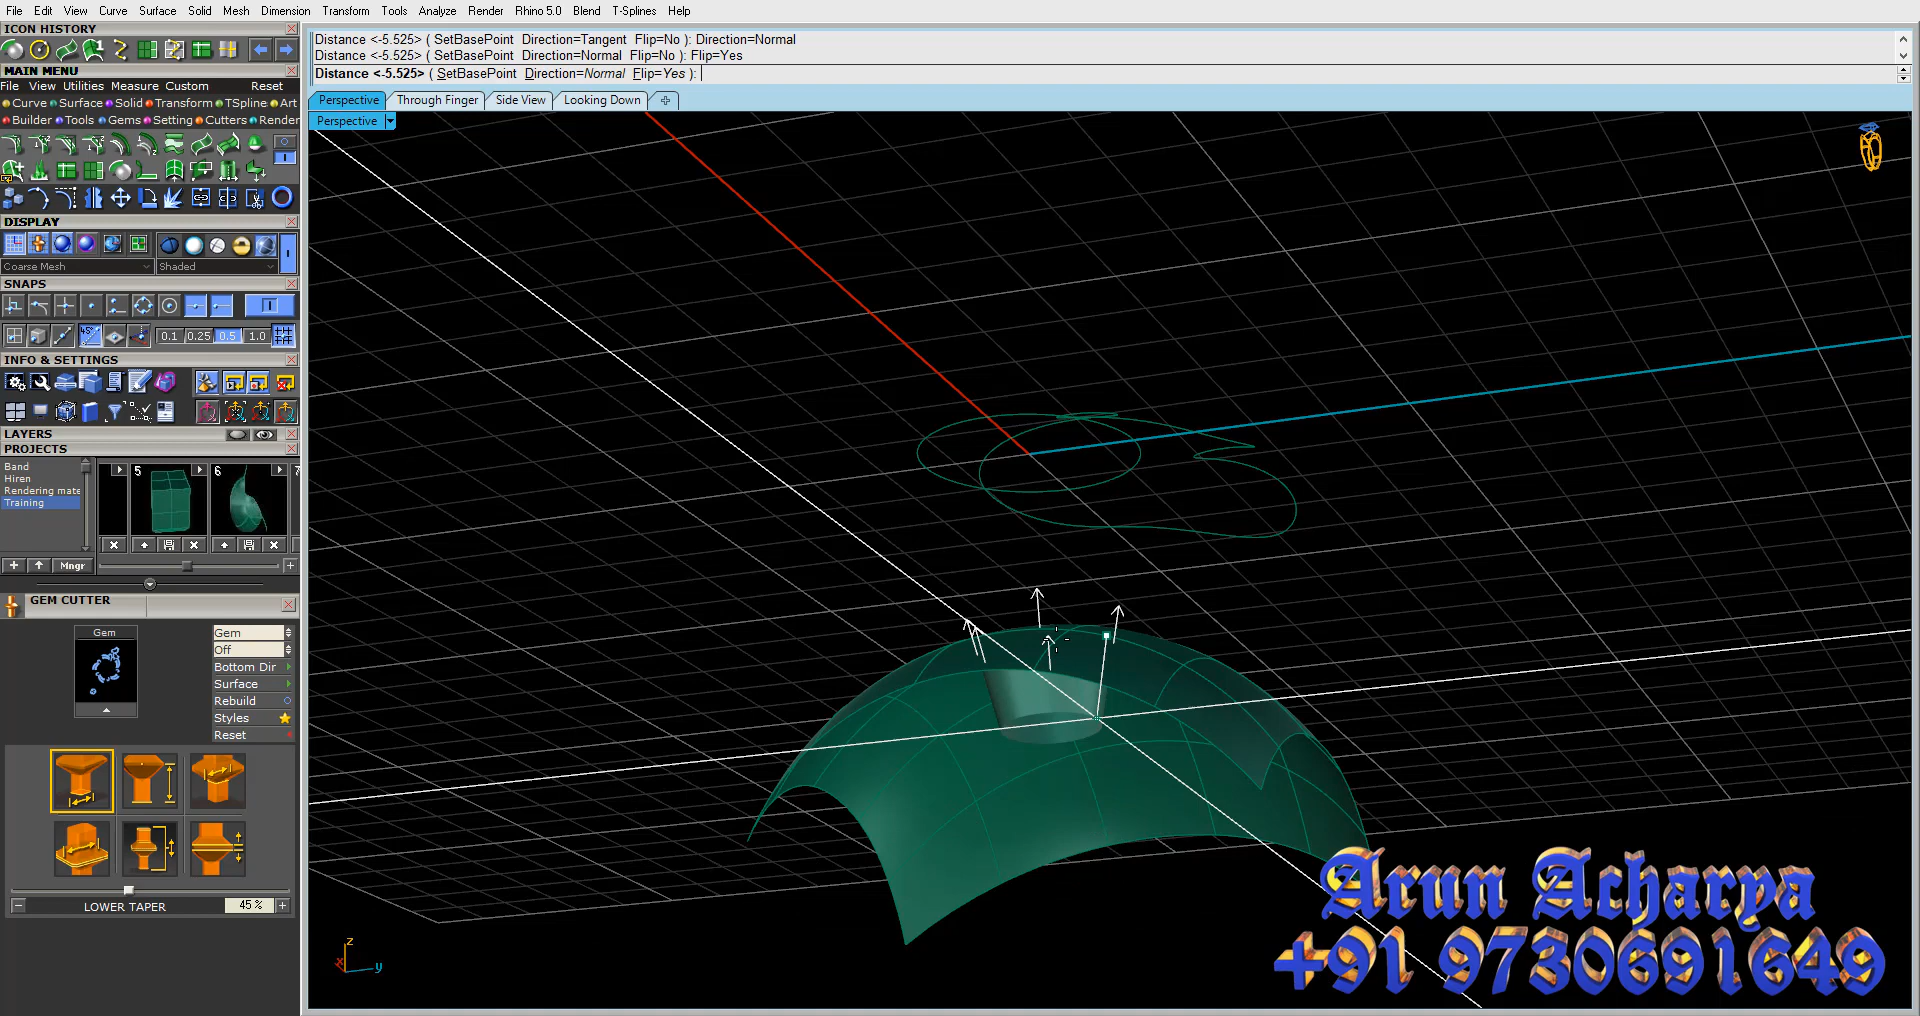 File Edit View Curve Surface Solid Mesh Dimension Transform Tools Analyze Render Rhino 5.0 Blend T-Splines Help
ICON HISTORY
MAIN MENU
File View Utilities Measure Custom Reset
Curve Surface Solid Transform TSpline Art
Builder Tools Gems Setting Cutters Render
DISPLAY
Coarse Mesh Shaded
SNAPS
45°
0.1 0.25 0.5 1.0
INFO & SETTINGS
LAYERS
PROJECTS
Band
Hiren
Rendering mate
Training
5 6 7
Mngr
GEM CUTTER
Gem
Gem
Off
Bottom Dir
Surface
Rebuild
Styles
Reset
LOWER TAPER 45 %
Distance <-5.525> ( SetBasePoint Direction=Tangent Flip=No ): Direction=Normal
Distance <-5.525> ( SetBasePoint Direction=Normal Flip=No ): Flip=Yes
Distance <-5.525> ( SetBasePoint Direction=Normal Flip=Yes ):
Perspective Through Finger Side View Looking Down
Perspective
z
x y
Arun Acharya
+91 9730691649